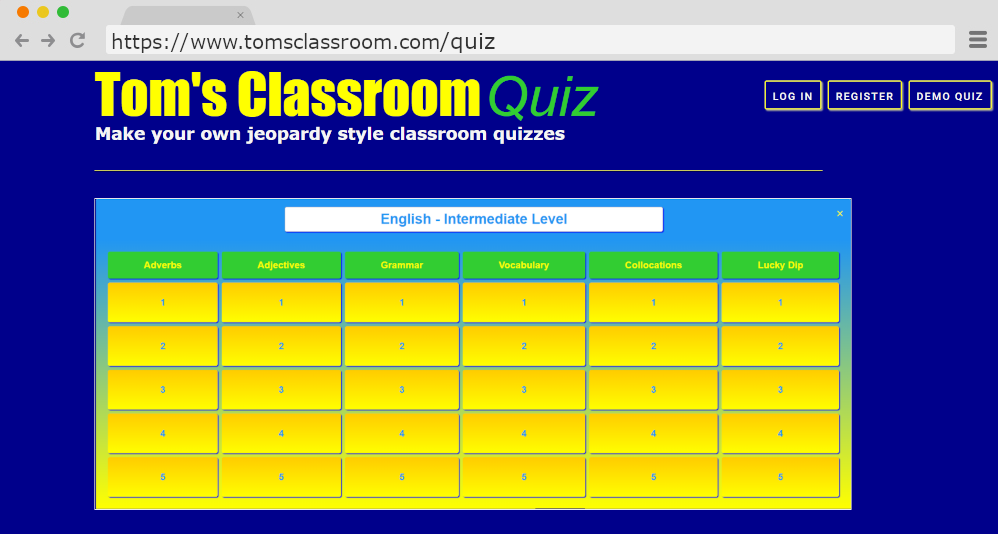 https://www.tomsclassroom.com/quiz
Tom's Classroom Quiz
LOG IN REGISTER DEMO QUIZ
Make your own jeopardy style classroom quizzes
English - Intermediate Level
Adverbs Adjectives Grammar Vocabulary Collocations Lucky Dip
1 1 1 1 1 1
2 2 2 2 2 2
3 3 3 3 3 3
4 4 4 4 4 4
5 5 5 5 5 5